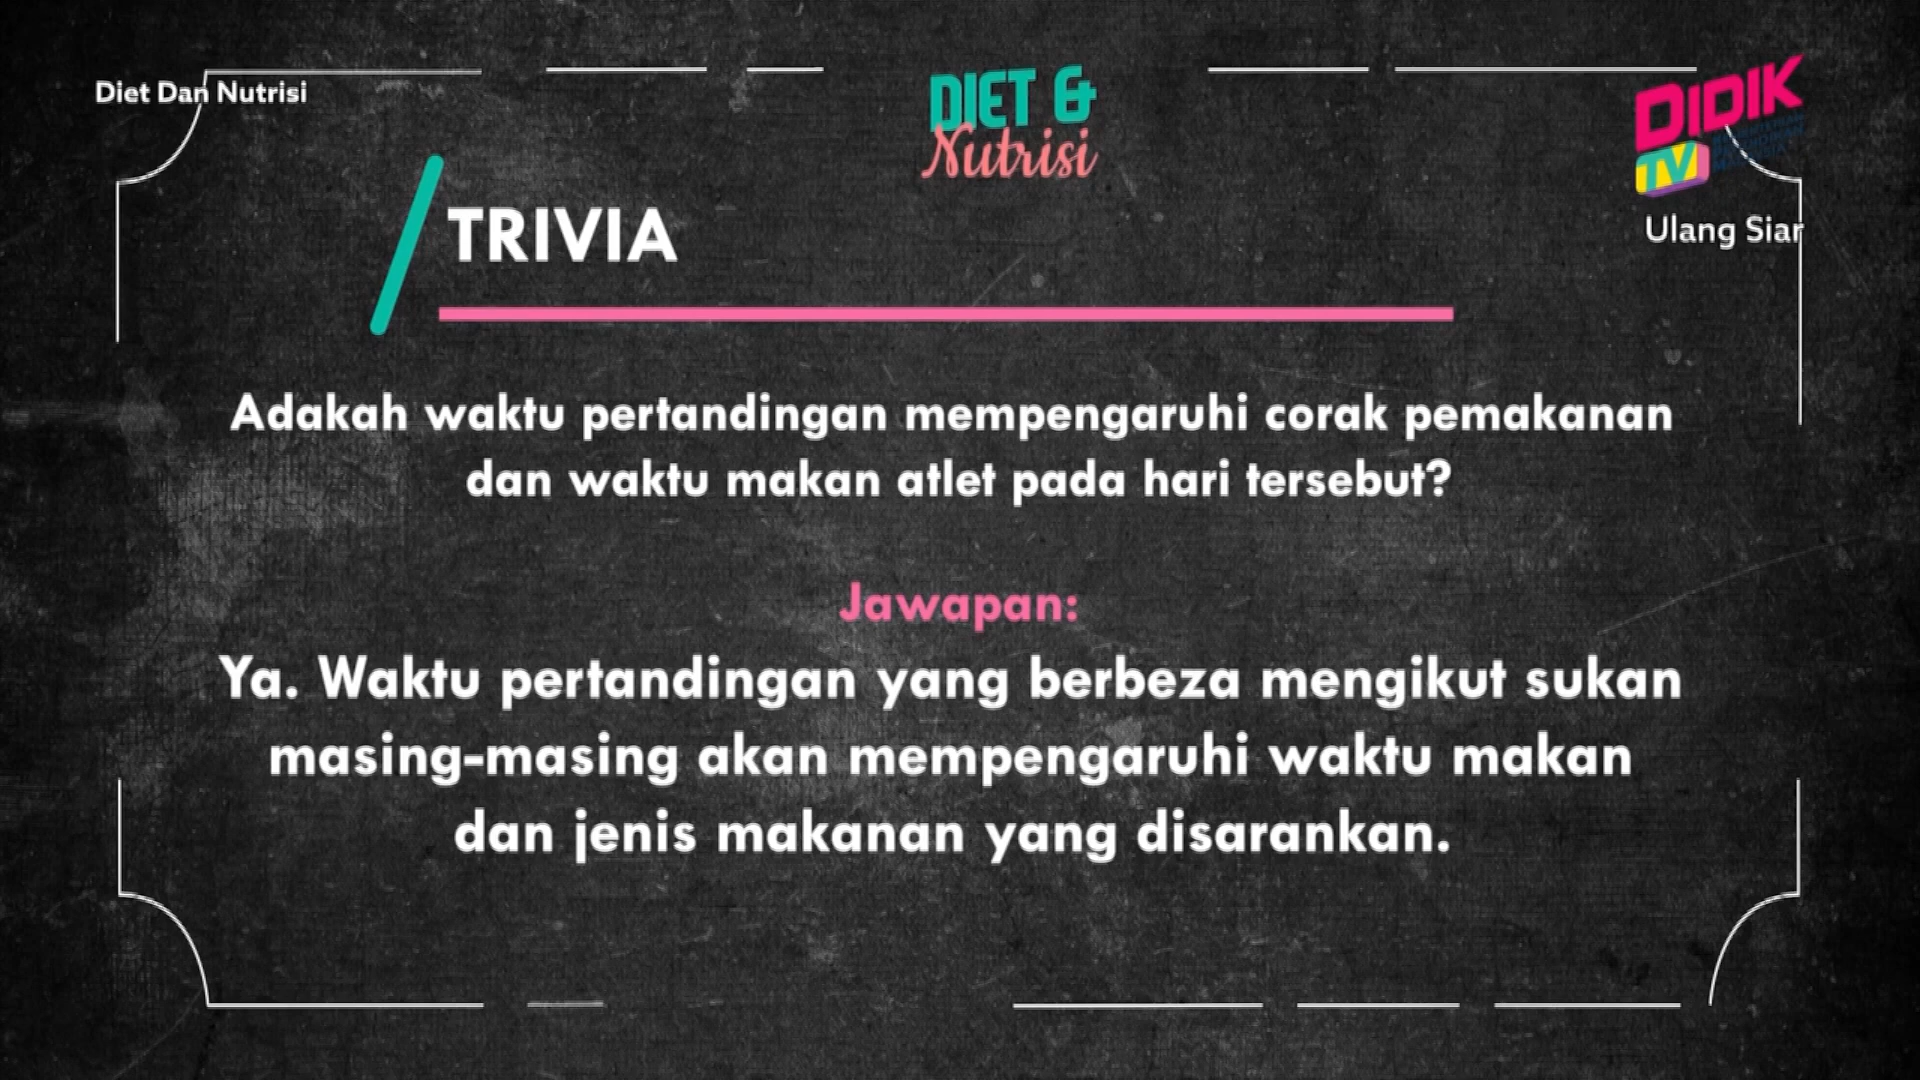 Diet Dan Nutrisi
DIET &
Nutrisi
DIDIK
TV
Ulang Siar
TRIVIA
Adakah waktu pertandingan mempengaruhi corak pemakanan
dan waktu makan atlet pada hari tersebut?
Jawapan:
Ya. Waktu pertandingan yang berbeza mengikut sukan
masing-masing akan mempengaruhi waktu makan
dan jenis makanan yang disarankan.